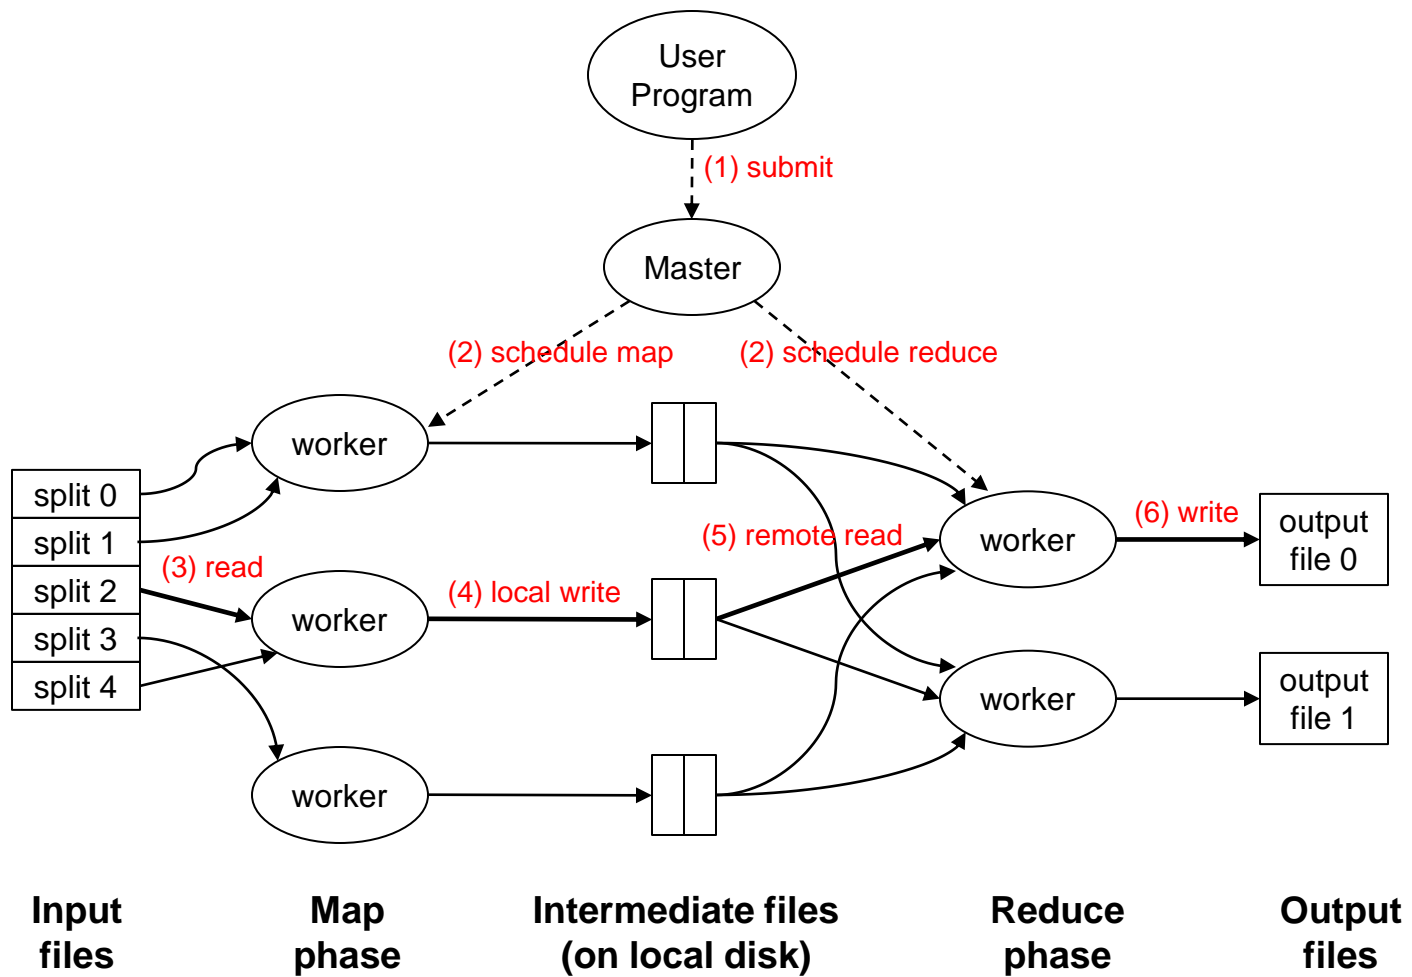 User
Program
(1) submit
Master
(2) schedule map
(2) schedule reduce
worker
split 0
split 1
split 2
split 3
split 4
(3) read
worker
(4) local write
worker
(5) remote read
worker
(6) write
output
file 0
worker
output
file 1
Input
files
Map
phase
Intermediate files
(on local disk)
Reduce
phase
Output
files